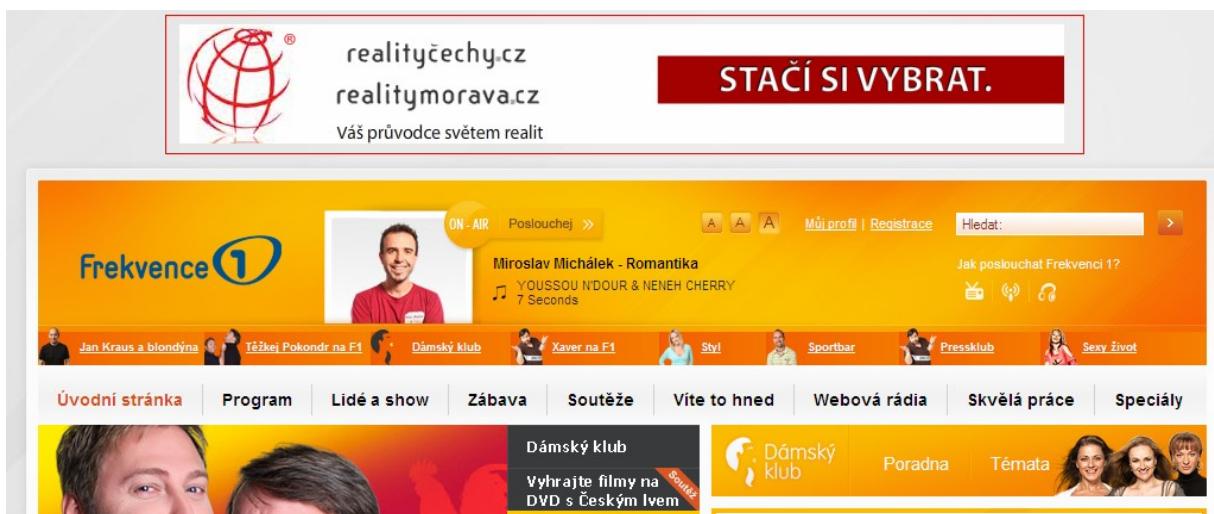 realityčechy.cz
realitymorava.cz
Váš průvodce světem realit
STAČÍ SI VYBRAT.
Frekvence 1
ON - AIR
Poslouchej »
A A A
Můj profil | Registrace
Hledat:
Miroslav Michálek - Romantika
YOUSSOU N'DOUR & NENEH CHERRY
7 Seconds
Jak poslouchat Frekvenci 1?
Jan Kraus a blondýna Těžkej Pokondr na F1 Dámský klub Xaver na F1 Styl Sportbar Pressklub Sexy život
Úvodní stránka Program Lidé a show Zábava Soutěže Víte to hned Webová rádia Skvělá práce Speciály
Dámský klub
Vyhrajte filmy na
DVD s Českým lvem
Soutěž
Dámský
klub
Poradna Témata